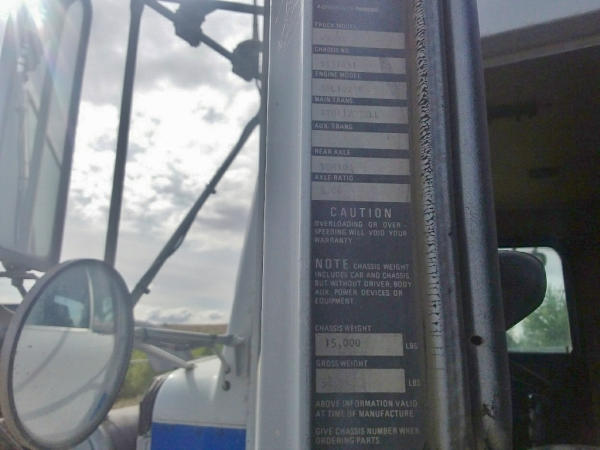 TRUCK MODEL
CHASSIS NO.
ENGINE MODEL
MAIN TRANS.
AUX. TRANS.
REAR AXLE
AXLE RATIO
CAUTION
OVERLOADING OR OVER-
SPEEDING WILL VOID YOUR
WARRANTY
NOTE CHASSIS WEIGHT
INCLUDES CAB AND CHASSIS,
BUT WITHOUT DRIVER, BODY
AUX. POWER DEVICES OR
EQUIPMENT.
CHASSIS WEIGHT
15,000 LBS
GROSS WEIGHT
LBS
ABOVE INFORMATION VALID
AT TIME OF MANUFACTURE
GIVE CHASSIS NUMBER WHEN
ORDERING PARTS.